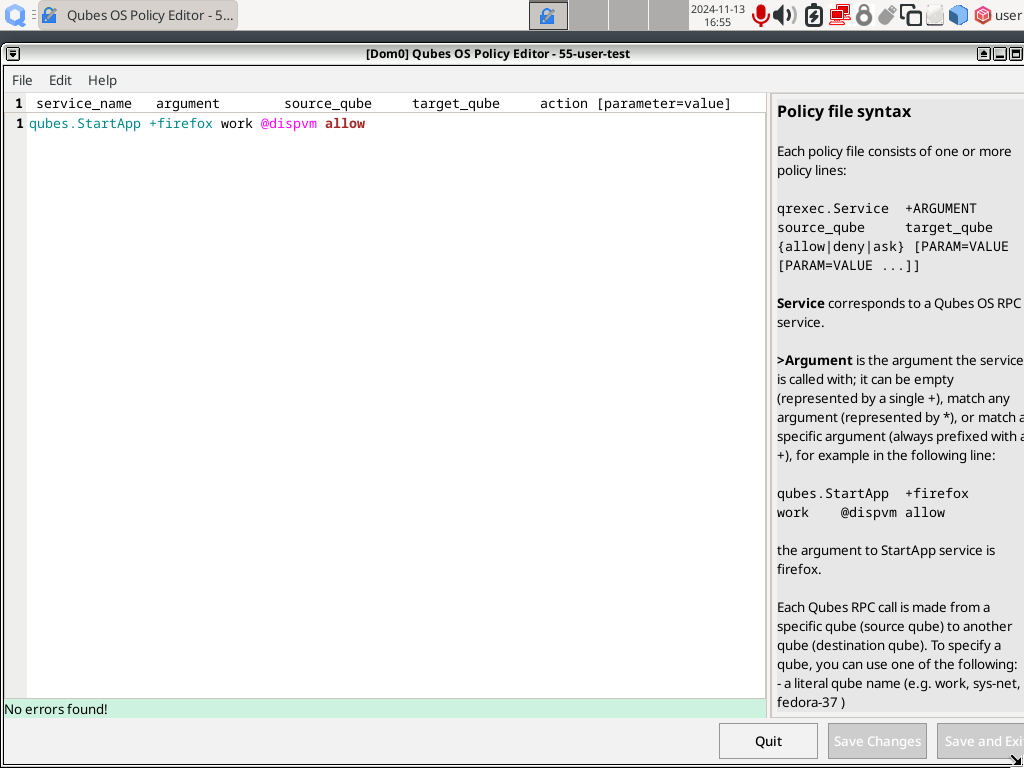 Qubes OS Policy Editor - 5...
2024-11-13
16:55
user
[Dom0] Qubes OS Policy Editor - 55-user-test
File Edit Help
1 service_name argument source_qube target_qube action [parameter=value]
1 qubes.StartApp +firefox work @dispvm allow
Policy file syntax
Each policy file consists of one or more
policy lines:
qrexec.Service +ARGUMENT
source_qube target_qube
{allow|deny|ask} [PARAM=VALUE
[PARAM=VALUE ...]]
Service corresponds to a Qubes OS RPC
service.
>Argument is the argument the service
is called with; it can be empty
(represented by a single +), match any
argument (represented by *), or match a
specific argument (always prefixed with a
+), for example in the following line:
qubes.StartApp +firefox
work @dispvm allow
the argument to StartApp service is
firefox.
Each Qubes RPC call is made from a
specific qube (source qube) to another
qube (destination qube). To specify a
qube, you can use one of the following:
- a literal qube name (e.g. work, sys-net,
fedora-37 )
No errors found!
Quit Save Changes Save and Exi